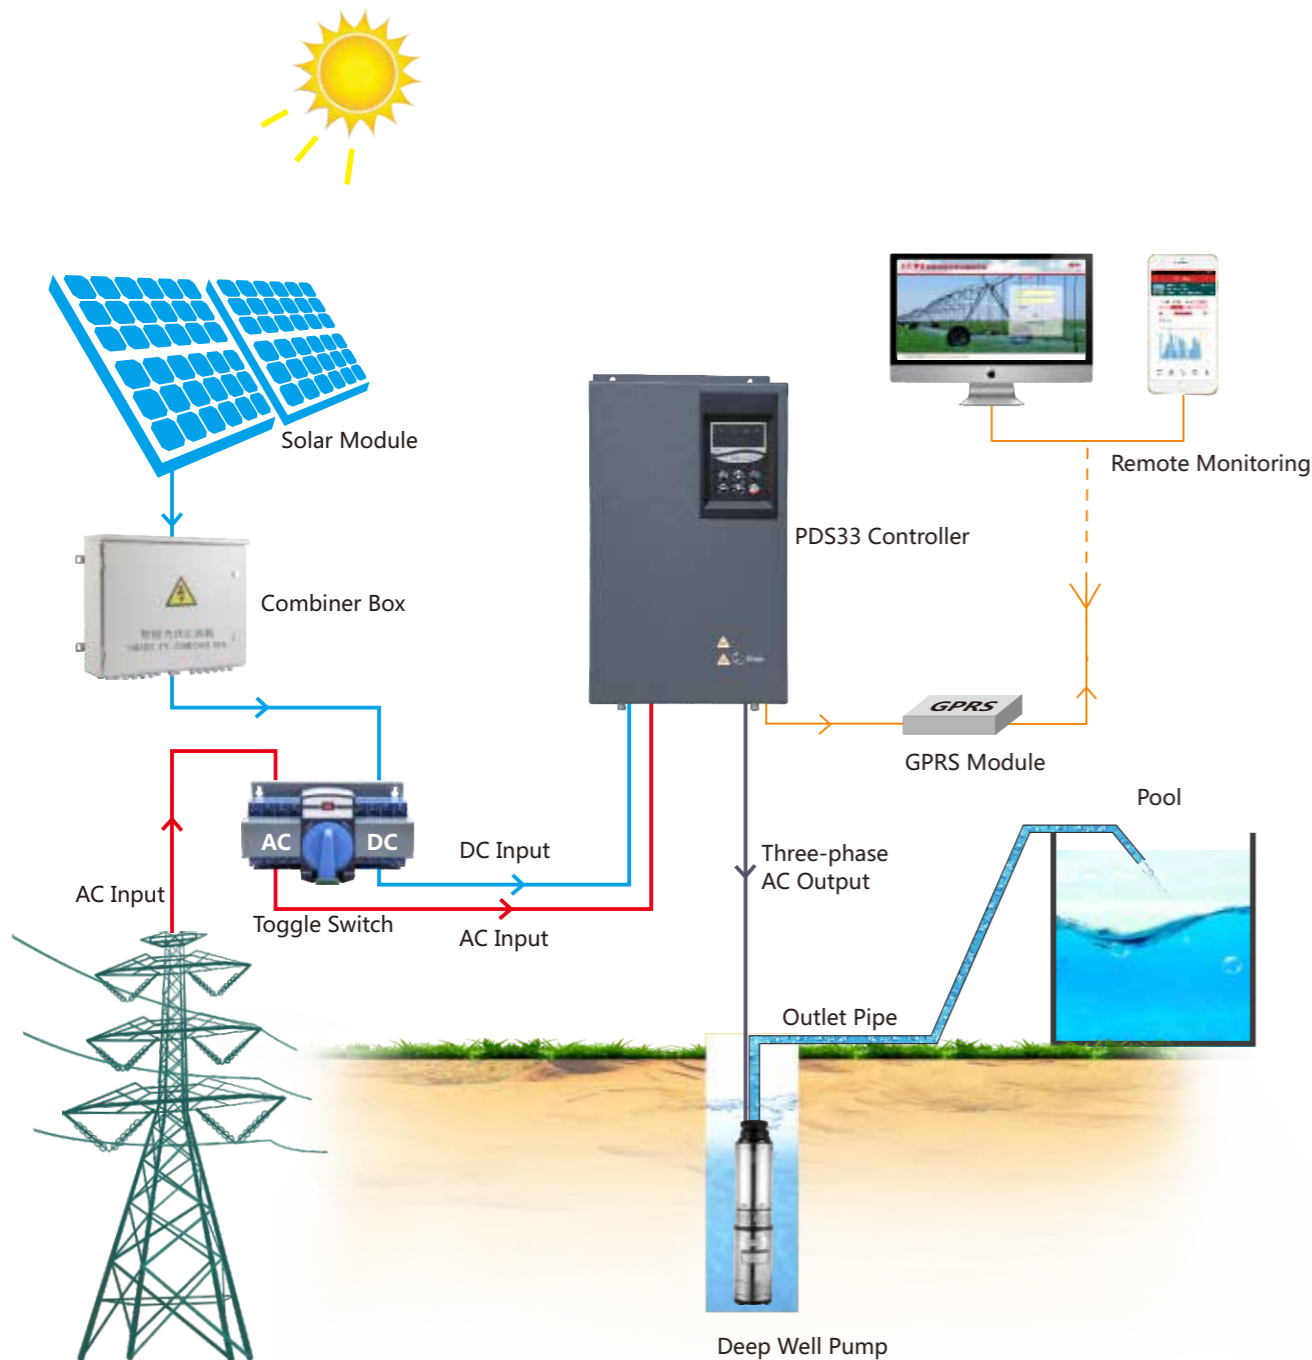 Solar Module
Remote Monitoring
PDS33 Controller
Combiner Box
GPRS
GPRS Module
Pool
AC
DC
DC Input
Three-phase
AC Output
AC Input
Toggle Switch
AC Input
Outlet Pipe
Deep Well Pump